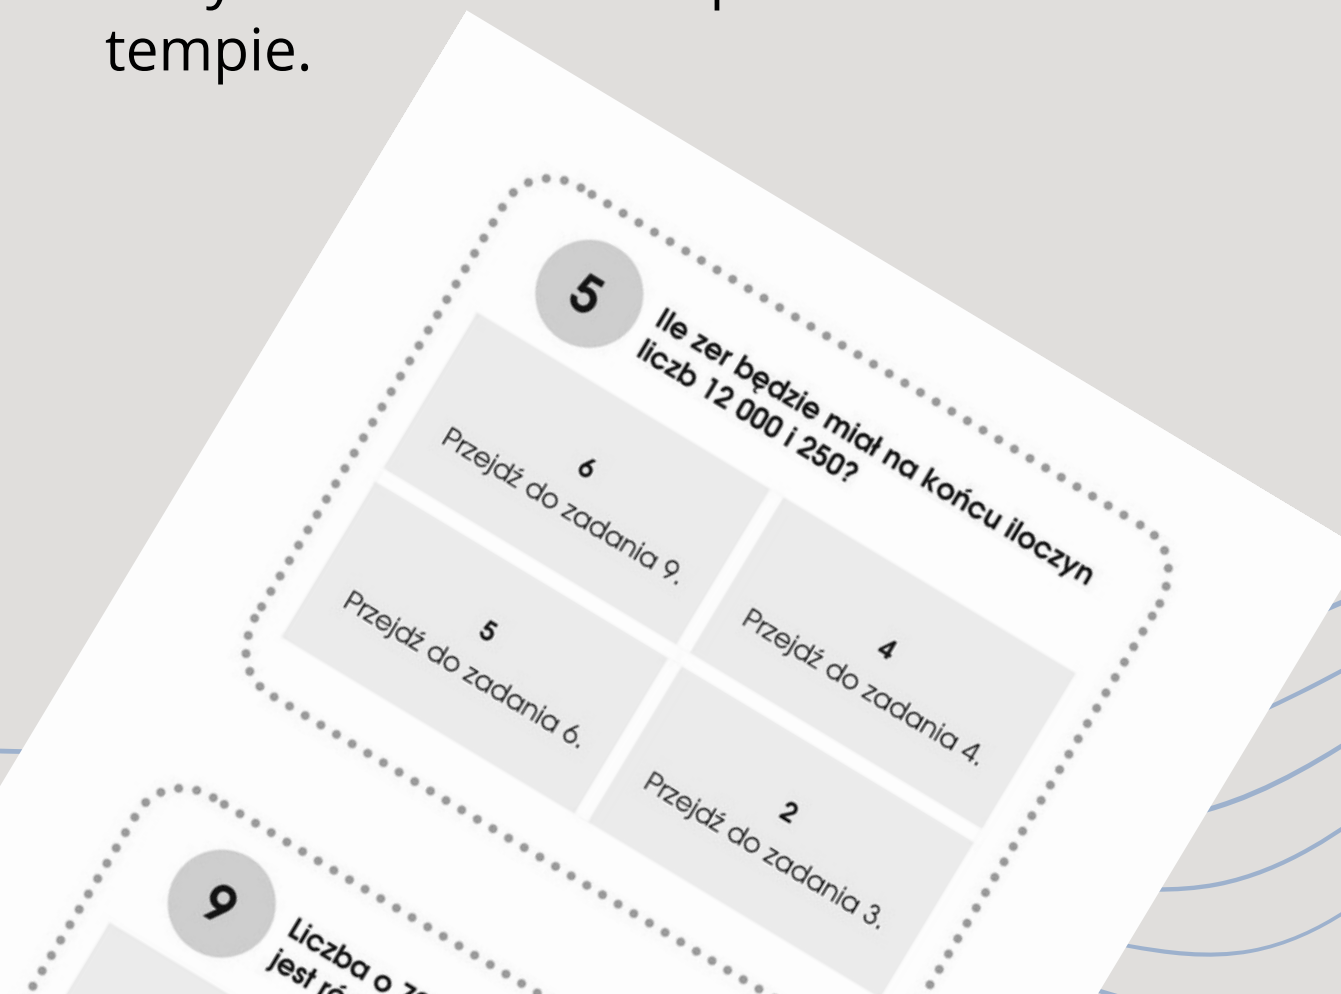 tempie.
5
Ile zer będzie miał na końcu iloczyn
liczb 12 000 i 250?
6
Przejdź do zadania 9.
4
Przejdź do zadania 4.
5
Przejdź do zadania 6.
2
Przejdź do zadania 3.
9
Liczba o
jest